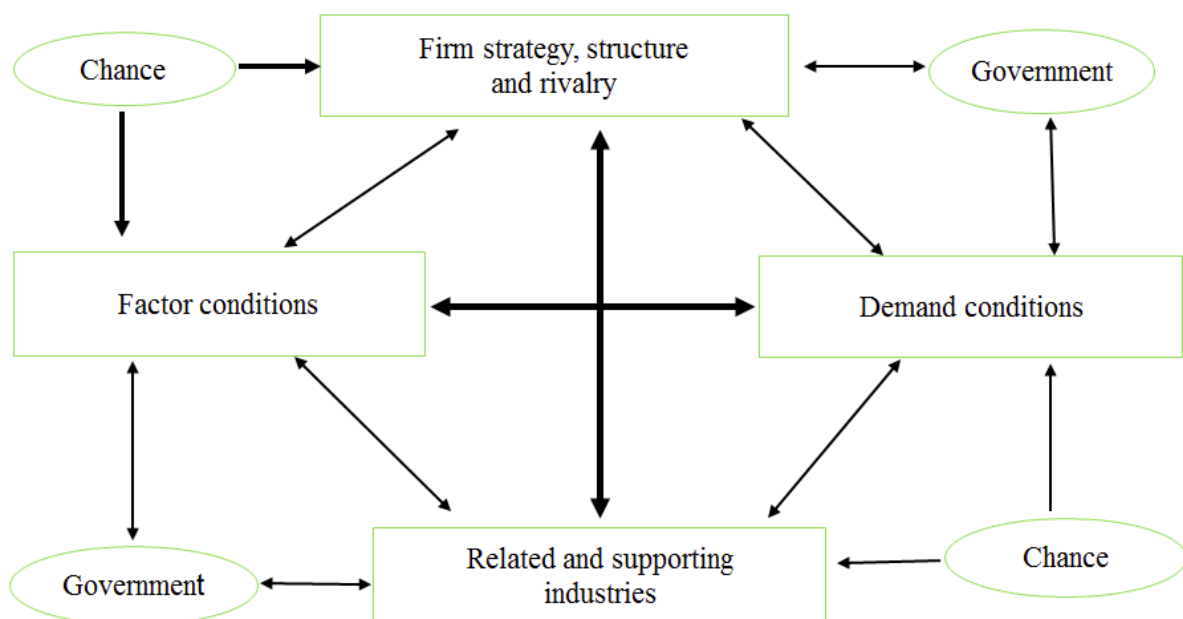 Firm strategy, structure
and rivalry
Chance
Government
Factor conditions
Demand conditions
Related and supporting
industries
Chance
Government